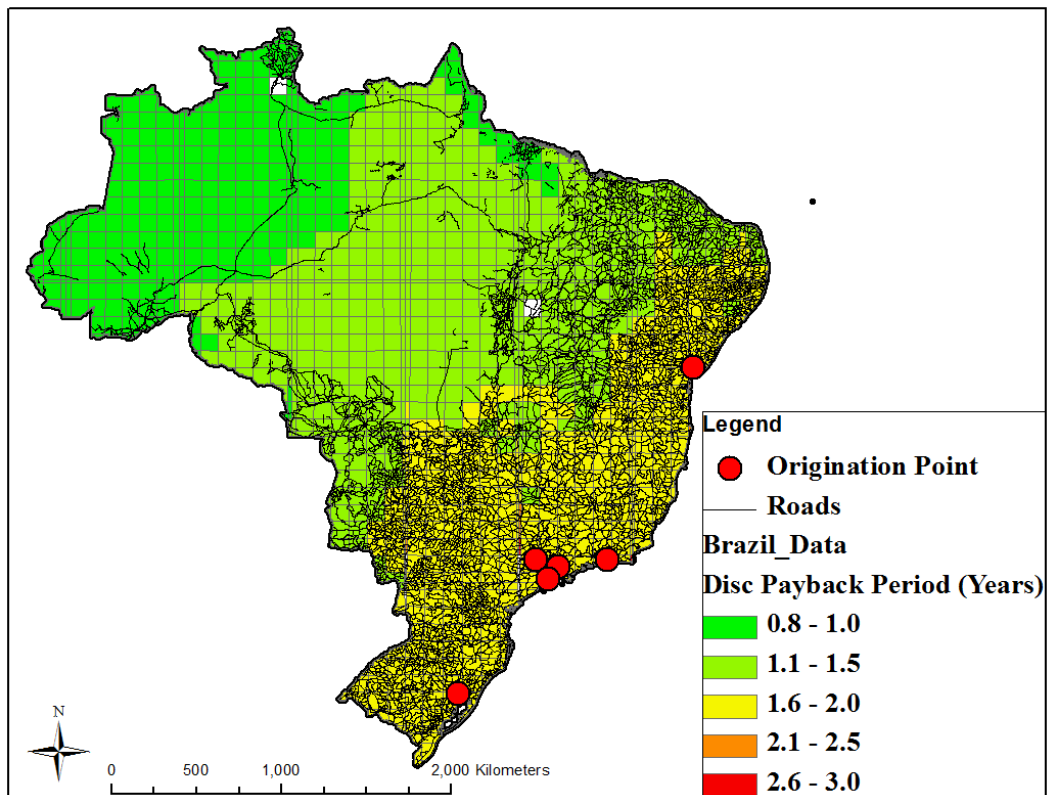 Legend
Origination Point
Roads
Brazil_Data
Disc Payback Period (Years)
0.8 - 1.0
1.1 - 1.5
1.6 - 2.0
2.1 - 2.5
2.6 - 3.0
N
0 500 1,000 2,000 Kilometers